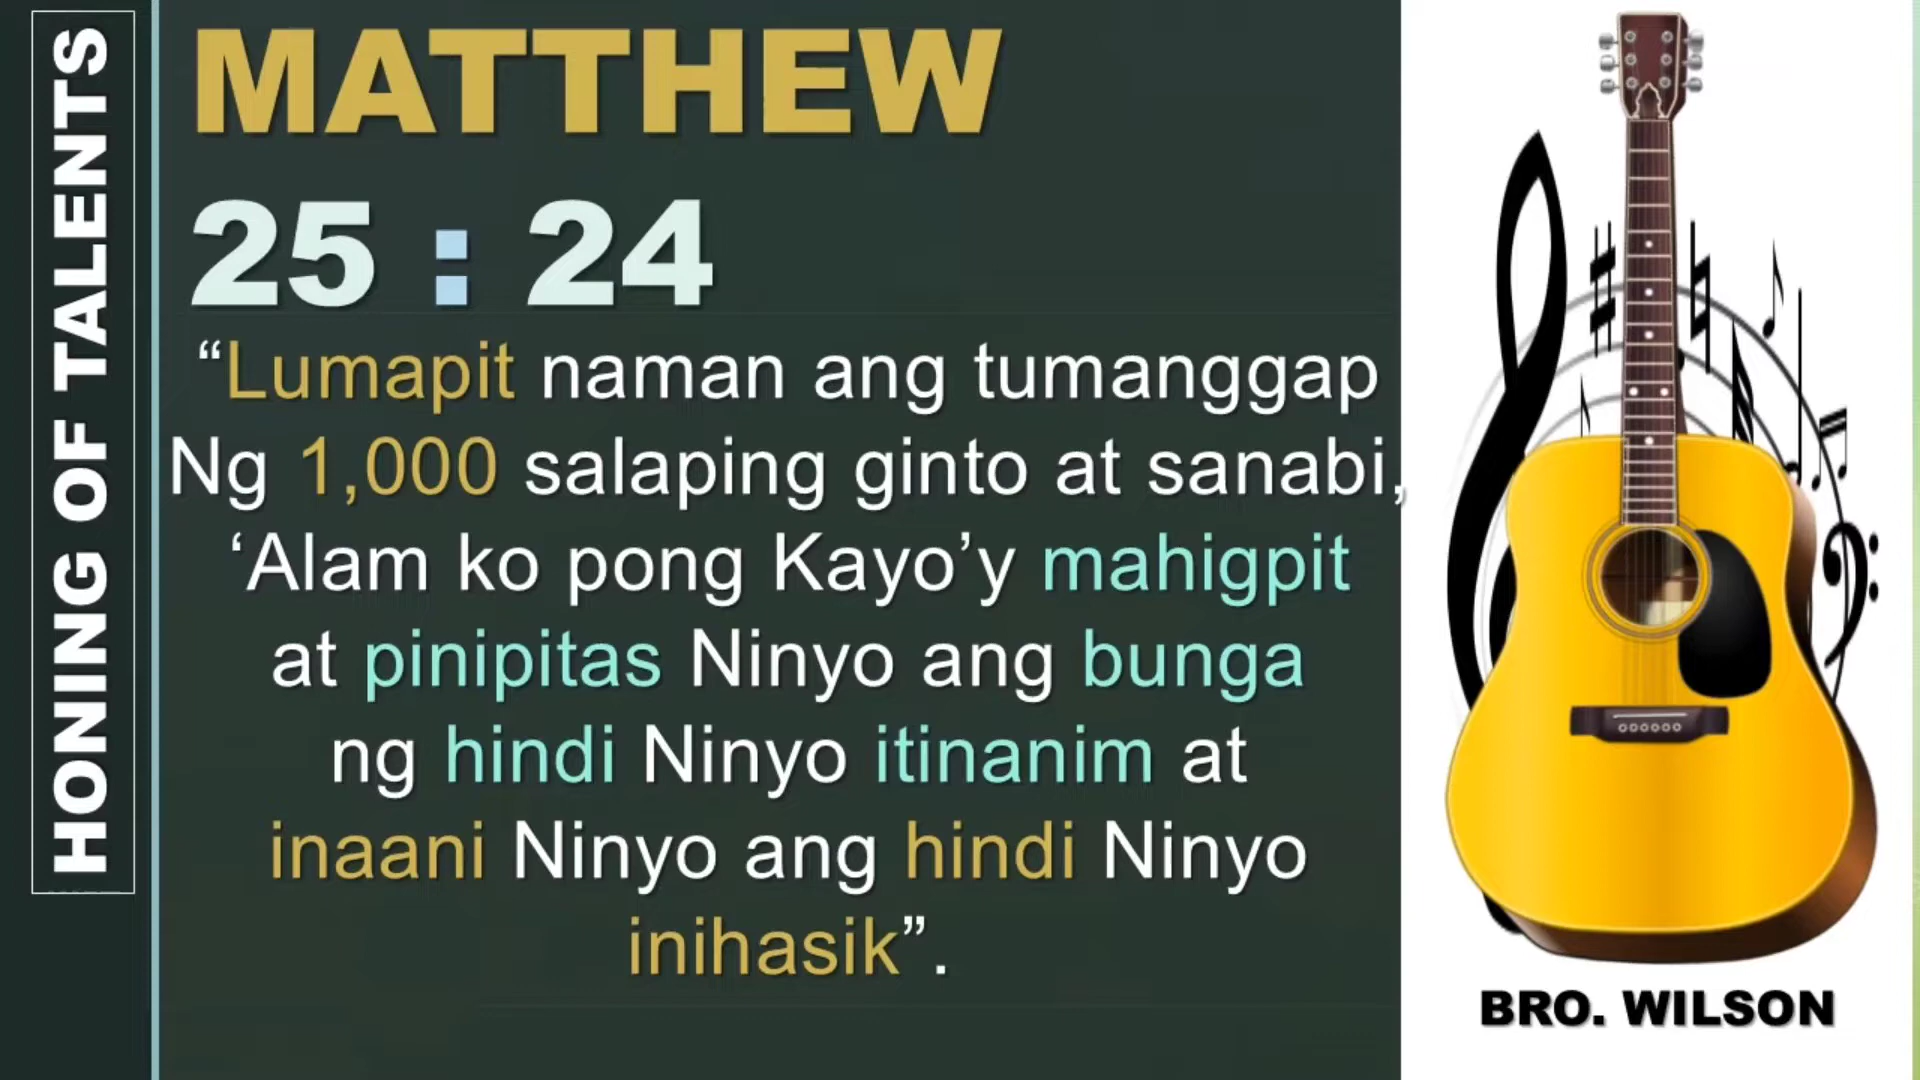 HONING OF TALENTS
MATTHEW
25 : 24
“Lumapit naman ang tumanggap
Ng 1,000 salaping ginto at sanabi,
‘Alam ko pong Kayo’y mahigpit
at pinipitas Ninyo ang bunga
ng hindi Ninyo itinanim at
inaani Ninyo ang hindi Ninyo
inihasik”.
BRO. WILSON